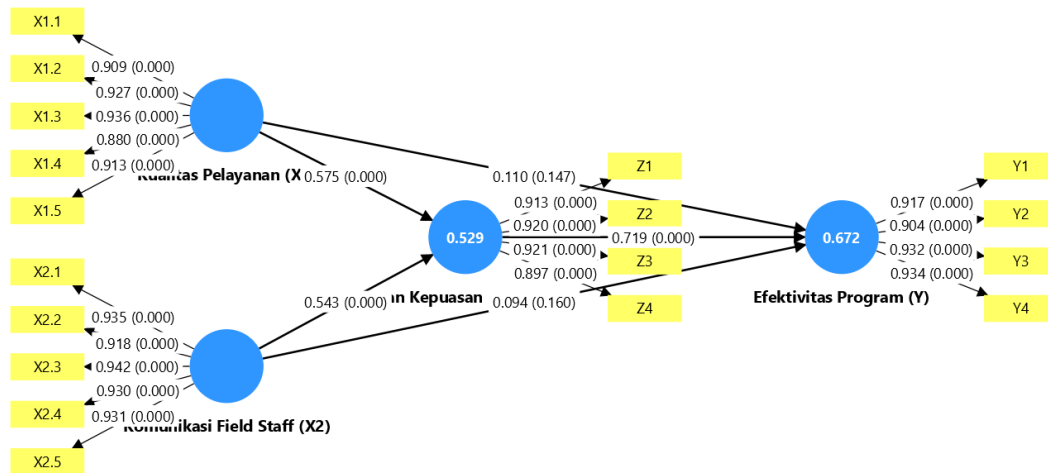 X1.1
X1.2
X1.3
X1.4
X1.5
0.909 (0.000)
0.927 (0.000)
0.936 (0.000)
0.880 (0.000)
0.913 (0.000)
Pelayanan (X
0.575 (0.000)
0.110 (0.147)
Z1
Z2
Z3
Z4
0.913 (0.000)
0.920 (0.000)
0.719 (0.000)
0.921 (0.000)
0.897 (0.000)
0.529
Kepuasan
0.672
Efektivitas Program (Y)
Y1
Y2
Y3
Y4
0.917 (0.000)
0.904 (0.000)
0.932 (0.000)
0.934 (0.000)
X2.1
X2.2
X2.3
X2.4
X2.5
0.935 (0.000)
0.918 (0.000)
0.942 (0.000)
0.930 (0.000)
0.931 (0.000)
0.543 (0.000)
0.094 (0.160)
Komunikasi Field Staff (X2)